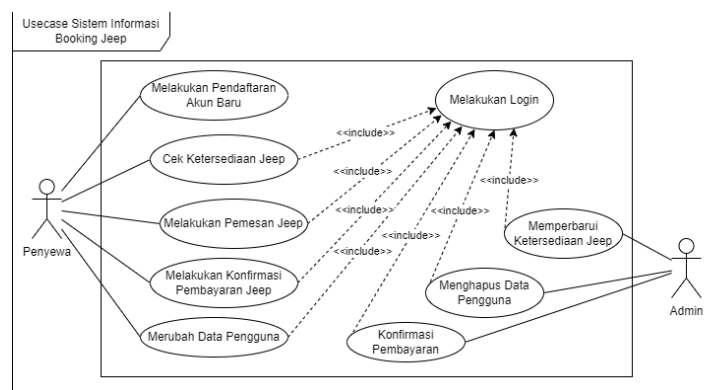 Usecase Sistem Informasi
Booking Jeep
Melakukan Pendaftaran
Akun Baru
Melakukan Login
<<include>>
Cek Ketersediaan Jeep
<<include>>
<<include>>
Melakukan Pemesan Jeep
<<include>>
<<include>>
Memperbarui
Ketersediaan Jeep
<<include>>
<<include>>
Penyewa
Melakukan Konfirmasi
Pembayaran Jeep
Menghapus Data
Pengguna
Admin
Merubah Data Pengguna
Konfirmasi
Pembayaran